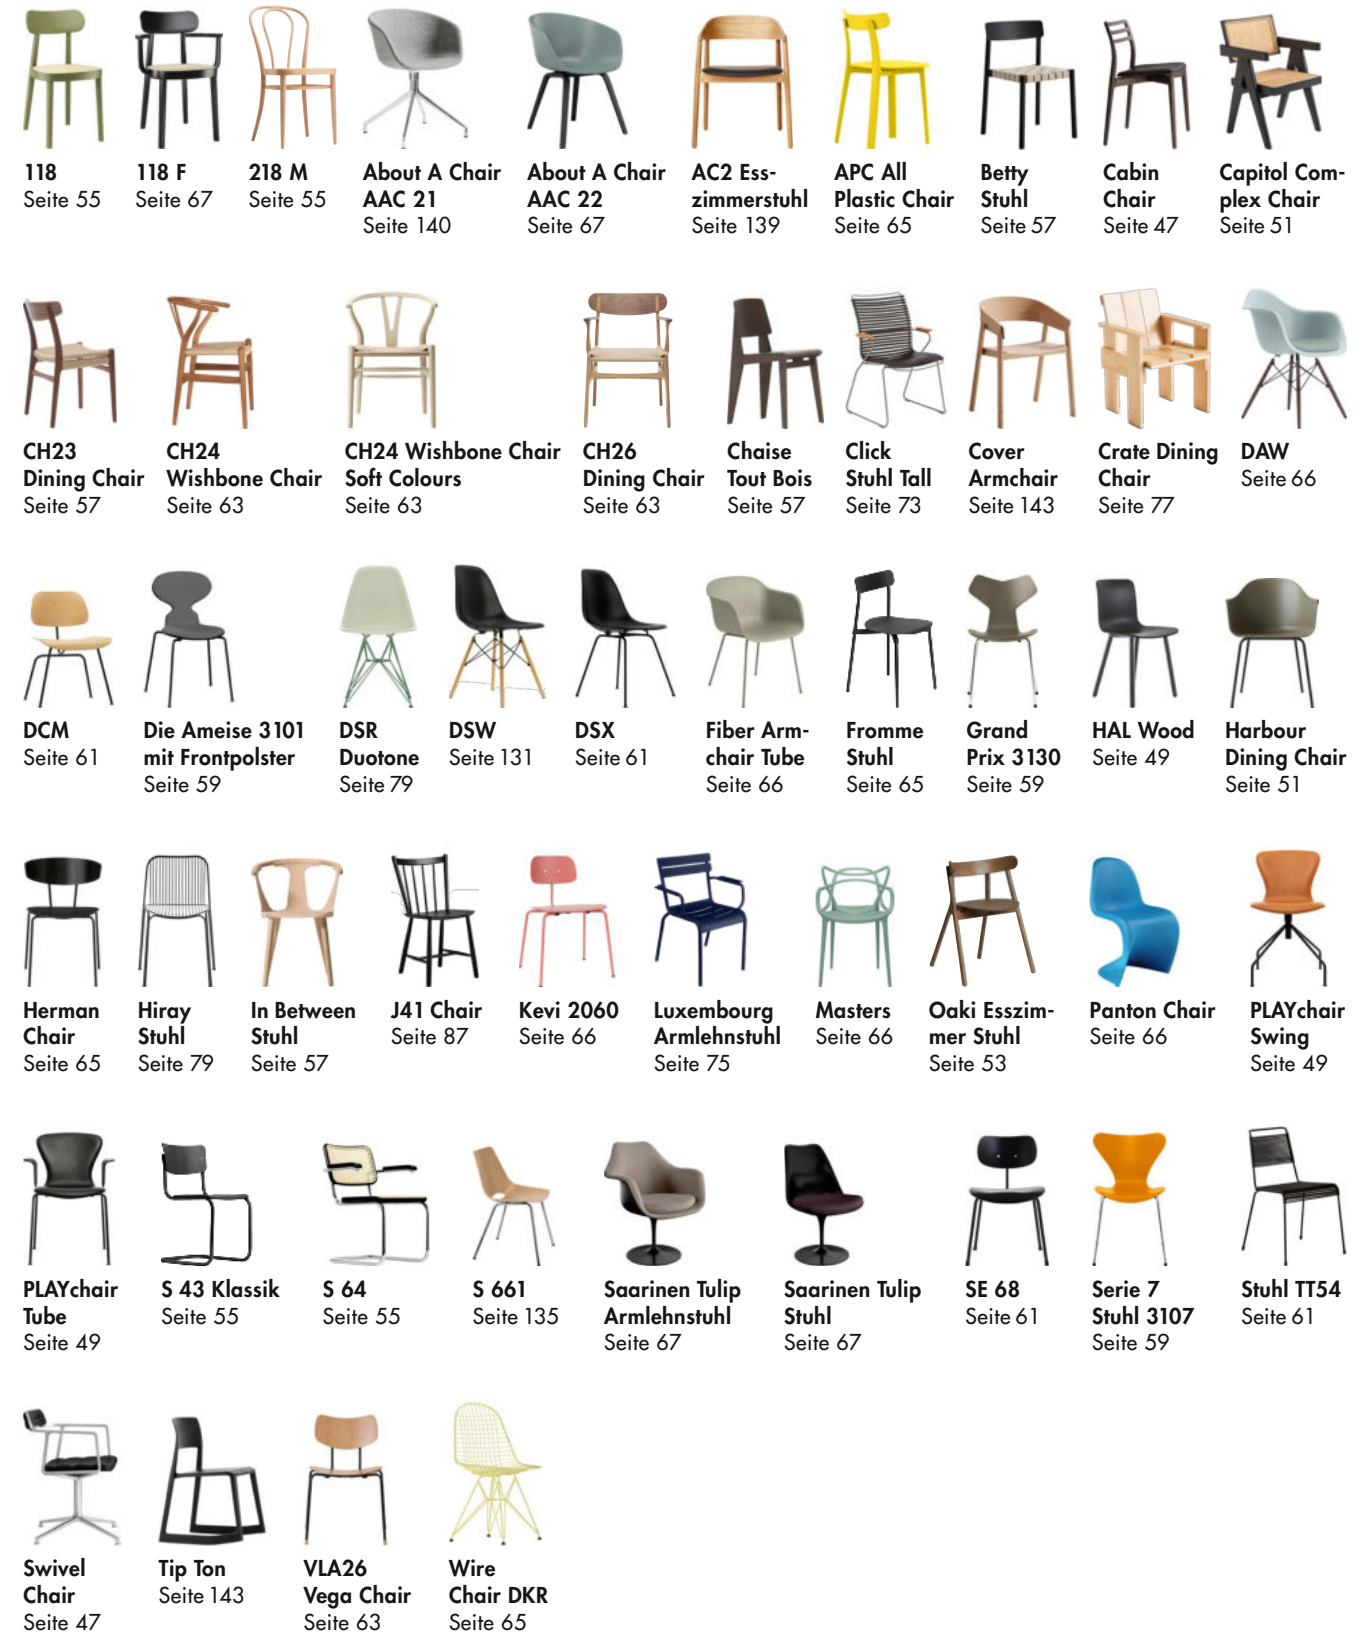 118
Seite 55
118 F
Seite 67
218 M
Seite 55
About A Chair
AAC 21
Seite 140
About A Chair
AAC 22
Seite 67
AC2 Ess-
zimmerstuhl
Seite 139
APC All
Plastic Chair
Seite 65
Betty
Stuhl
Seite 57
Cabin
Chair
Seite 47
Capitol Com-
plex Chair
Seite 51
CH23
Dining Chair
Seite 57
CH24
Wishbone Chair
Seite 63
CH24 Wishbone Chair
Soft Colours
Seite 63
CH26
Dining Chair
Seite 63
Chaise
Tout Bois
Seite 57
Click
Stuhl Tall
Seite 73
Cover
Armchair
Seite 143
Crate Dining
Chair
Seite 77
DAW
Seite 66
DCM
Seite 61
Die Ameise 3101
mit Frontpolster
Seite 59
DSR
Duotone
Seite 79
DSW
Seite 131
DSX
Seite 61
Fiber Arm-
chair Tube
Seite 66
Fromme
Stuhl
Seite 65
Grand
Prix 3130
Seite 59
HAL Wood
Seite 49
Harbour
Dining Chair
Seite 51
Herman
Chair
Seite 65
Hiray
Stuhl
Seite 79
In Between
Stuhl
Seite 57
J41 Chair
Seite 87
Kevi 2060
Seite 66
Luxembourg
Armlehnstuhl
Seite 75
Masters
Seite 66
Oaki Esszim-
mer Stuhl
Seite 53
Panton Chair
Seite 66
PLAYchair
Swing
Seite 49
PLAYchair
Tube
Seite 49
S 43 Klassik
Seite 55
S 64
Seite 55
S 661
Seite 135
Saarinen Tulip
Armlehnstuhl
Seite 67
Saarinen Tulip
Stuhl
Seite 67
SE 68
Seite 61
Serie 7
Stuhl 3107
Seite 59
Stuhl TT54
Seite 61
Swivel
Chair
Seite 47
Tip Ton
Seite 143
VLA26
Vega Chair
Seite 63
Wire
Chair DKR
Seite 65